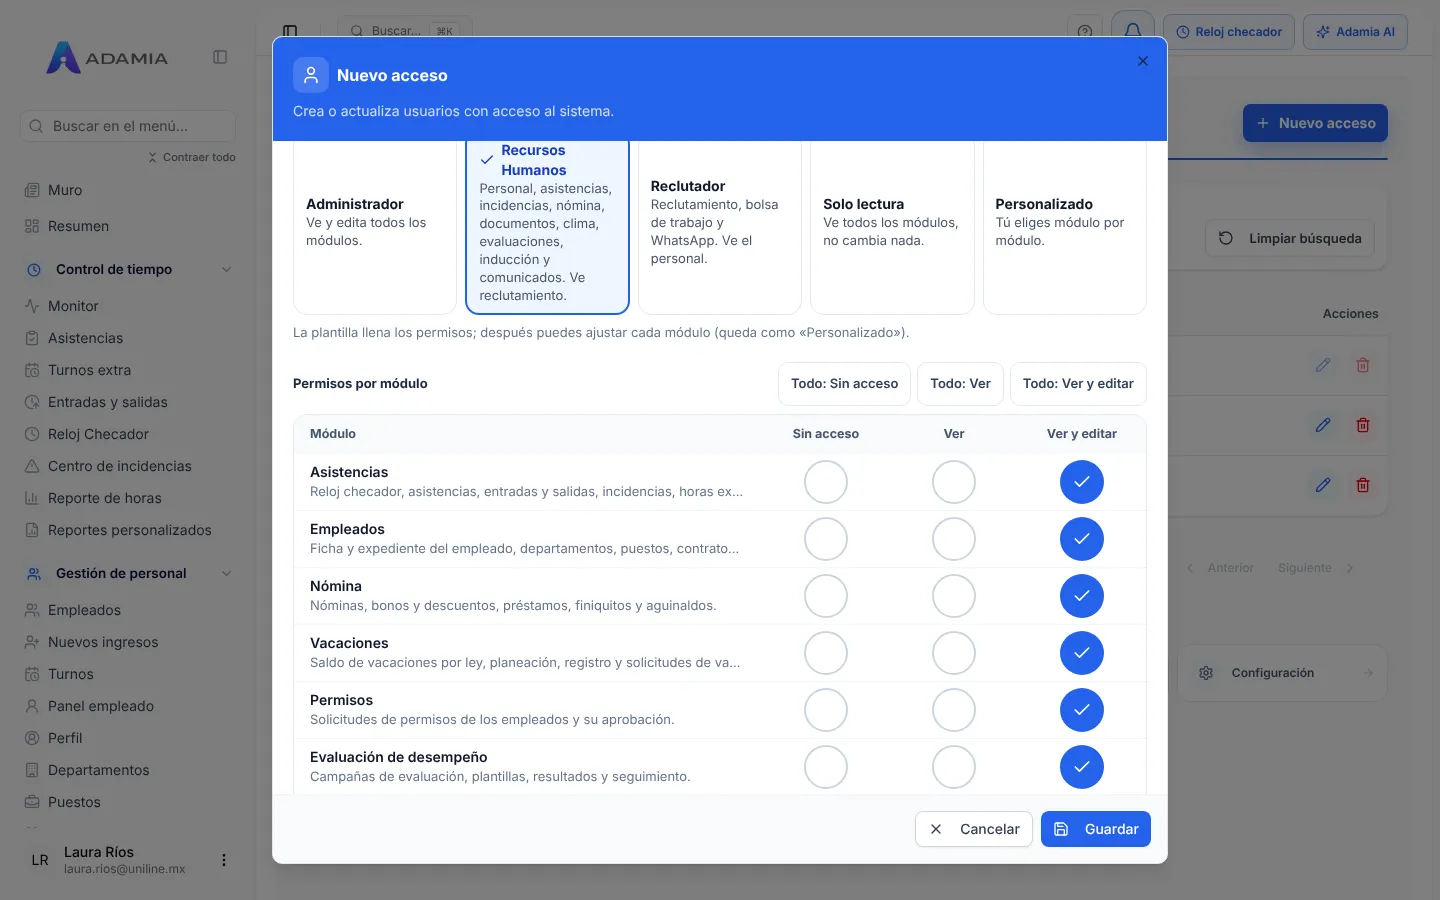 ADAMIA
Buscar en el menú...
Contraer todo
Muro
Resumen
Control de tiempo
Monitor
Asistencias
Turnos extra
Entradas y salidas
Reloj Checador
Centro de incidencias
Reporte de horas
Reportes personalizados
Gestión de personal
Empleados
Nuevos ingresos
Turnos
Panel empleado
Perfil
Departamentos
Puestos
LR
Laura Ríos
laura.rios@uniline.mx
Buscar...
⌘K
Reloj checador
Adamia AI
Nuevo acceso
Limpiar búsqueda
Acciones
Anterior
Siguiente
Configuración
Nuevo acceso
Crea o actualiza usuarios con acceso al sistema.
Administrador
Ve y edita todos los
módulos.
Recursos
Humanos
Personal, asistencias,
incidencias, nómina,
documentos, clima,
evaluaciones,
inducción y
comunicados. Ve
reclutamiento.
Reclutador
Reclutamiento, bolsa
de trabajo y
WhatsApp. Ve el
personal.
Solo lectura
Ve todos los módulos,
no cambia nada.
Personalizado
Tú eliges módulo por
módulo.
La plantilla llena los permisos; después puedes ajustar cada módulo (queda como «Personalizado»).
Permisos por módulo
Todo: Sin acceso
Todo: Ver
Todo: Ver y editar
Módulo
Sin acceso
Ver
Ver y editar
Asistencias
Reloj checador, asistencias, entradas y salidas, incidencias, horas ex...
Empleados
Ficha y expediente del empleado, departamentos, puestos, contrato...
Nómina
Nóminas, bonos y descuentos, préstamos, finiquitos y aguinaldos.
Vacaciones
Saldo de vacaciones por ley, planeación, registro y solicitudes de va...
Permisos
Solicitudes de permisos de los empleados y su aprobación.
Evaluación de desempeño
Campañas de evaluación, plantillas, resultados y seguimiento.
Cancelar
Guardar